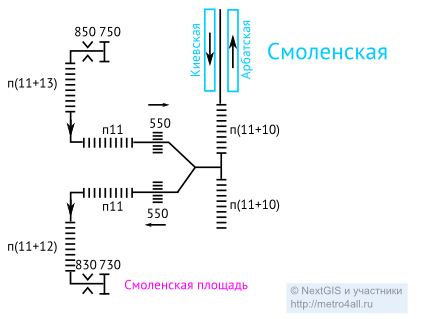 850 750
Киевская
Арбатская
Смоленская
п(11+13)
п11
550
п(11+10)
п11
550
п(11+10)
п(11+12)
830 730
Смоленская площадь
© NextGIS и участники
http://metro4all.ru